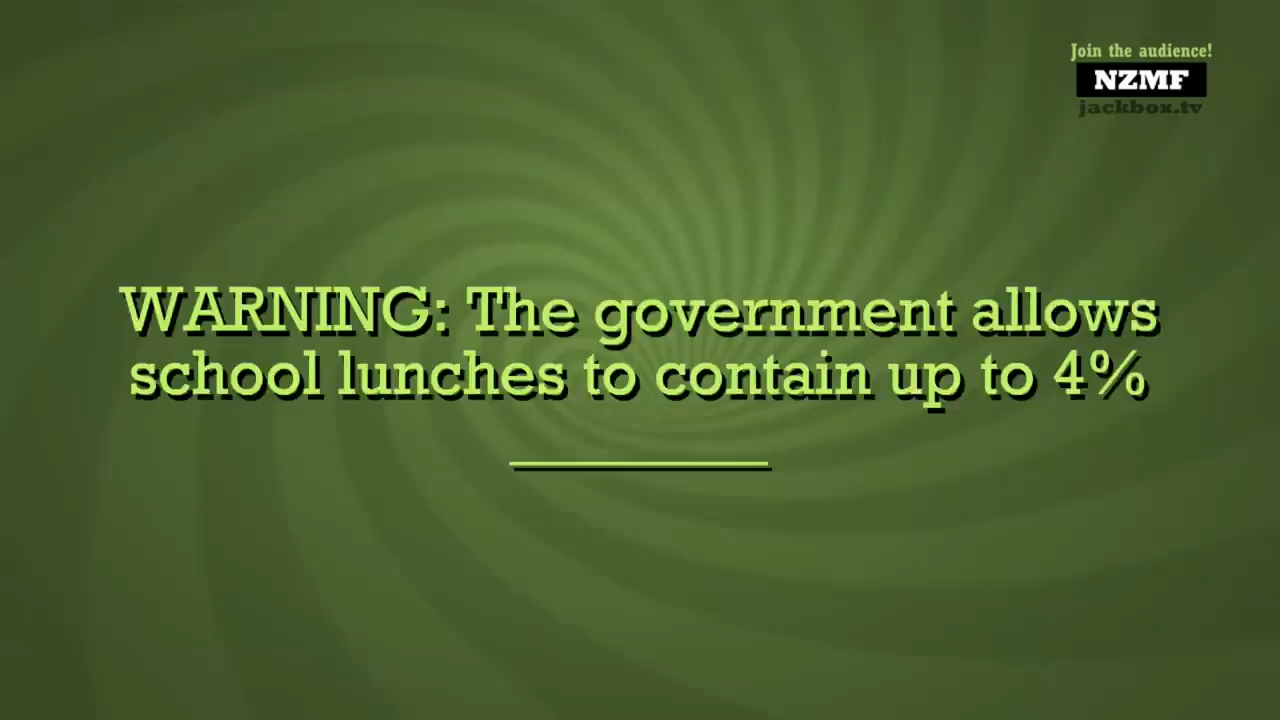 Join the audience!
NZMF
jackbox.tv
WARNING: The government allows
school lunches to contain up to 4%